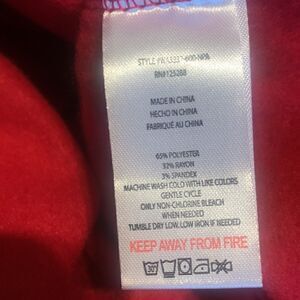 STYLE
RN#125288
MADE IN CHINA
HECHO EN CHINA
FABRIQUÉ AU CHINA
65% POLYESTER
32% RAYON
3% SPANDEX
MACHINE WASH COLD WITH LIKE COLORS
GENTLE CYCLE
ONLY NON-CHLORINE BLEACH
WHEN NEEDED
TUMBLE DRY LOW, LOW IRON IF NEEDED
KEEP AWAY FROM FIRE